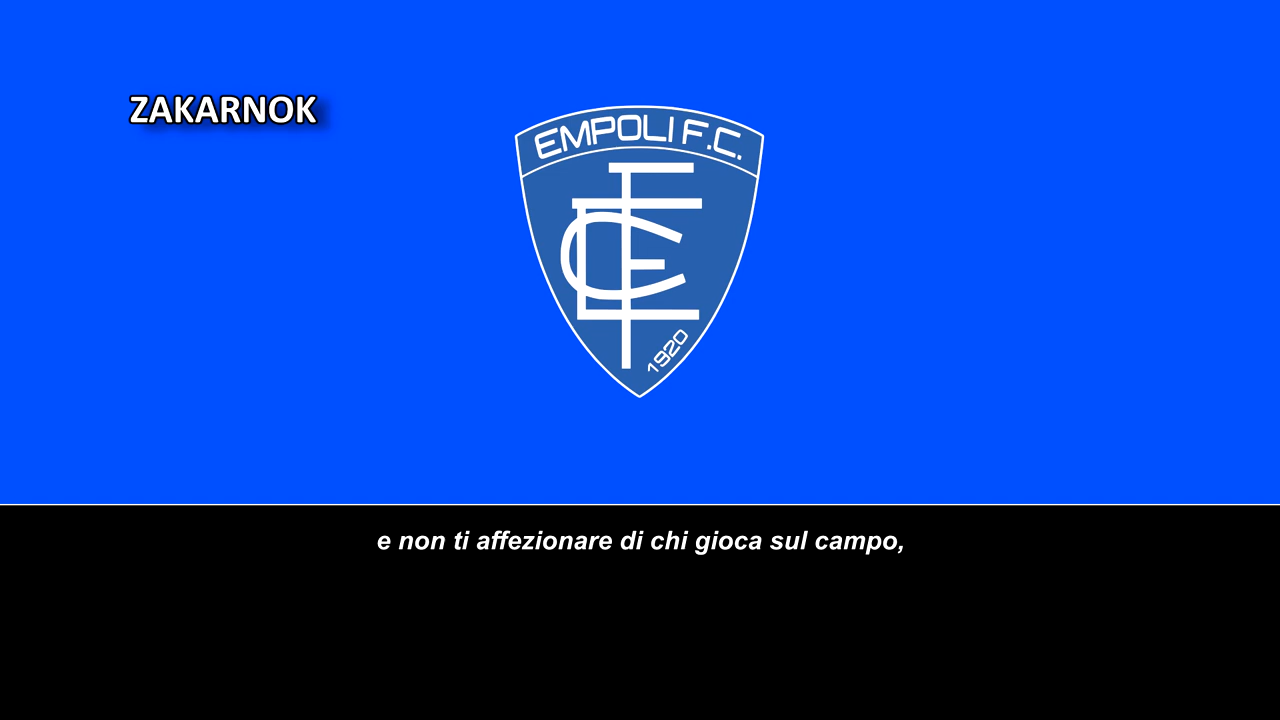 ZAKARNOK
EMPOLI F.C.
1920
e non ti affezionare di chi gioca sul campo,